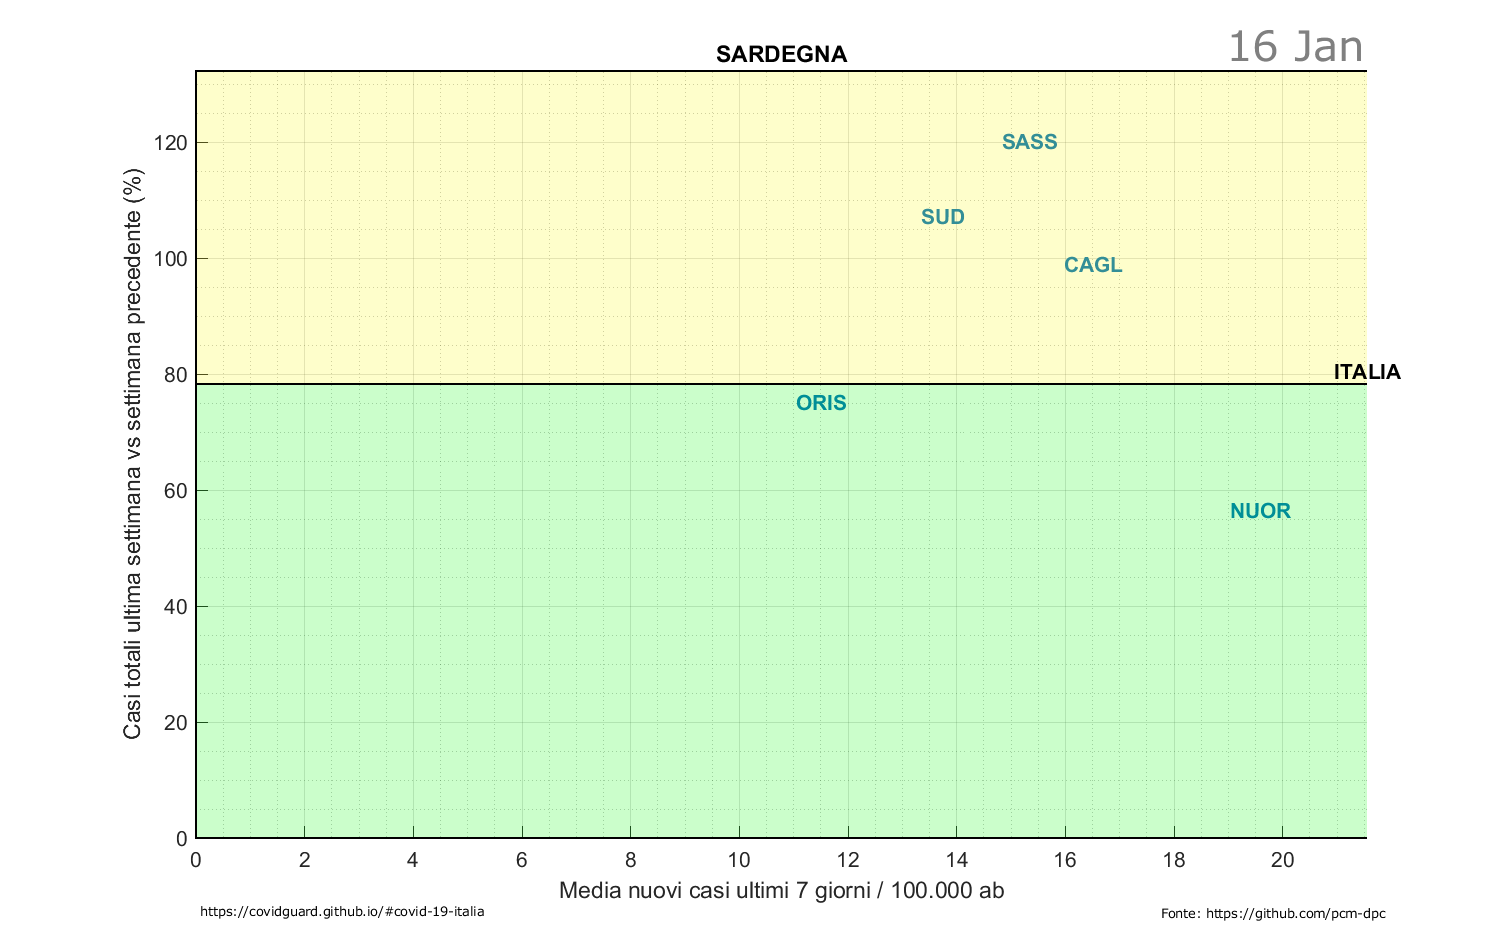 16 Jan
SARDEGNA
Casi totali ultima settimana vs settimana precedente (%)
120
100
80
60
40
20
0
SASS
SUD
CAGL
ITALIA
ORIS
NUOR
0 2 4 6 8 10 12 14 16 18 20
Media nuovi casi ultimi 7 giorni / 100.000 ab
https://covidguard.github.io/#covid-19-italia
Fonte: https://github.com/pcm-dpc